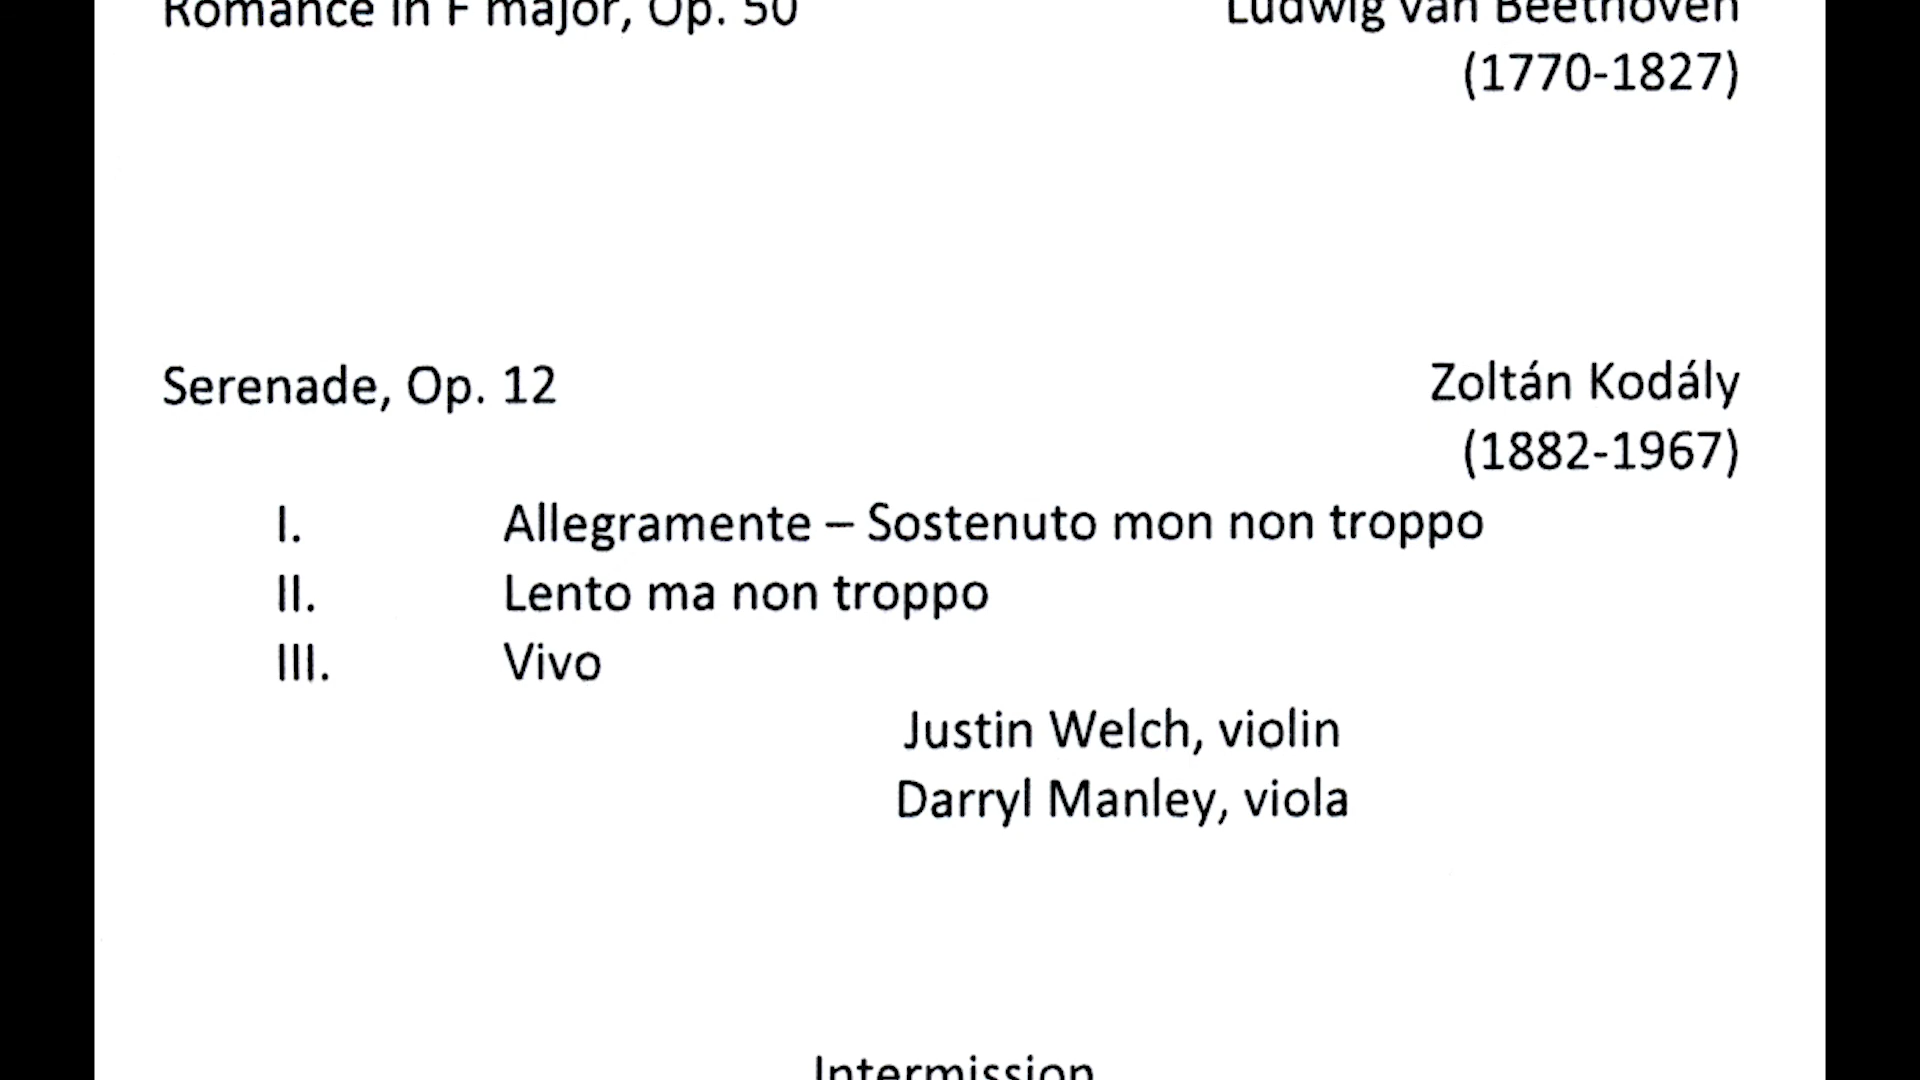 Romance in F major, Op. 50 Ludwig van Beethoven
(1770-1827)
Serenade, Op. 12 Zoltán Kodály
(1882-1967)
I. Allegramente – Sostenuto mon non troppo
II. Lento ma non troppo
III. Vivo
Justin Welch, violin
Darryl Manley, viola
Intermission